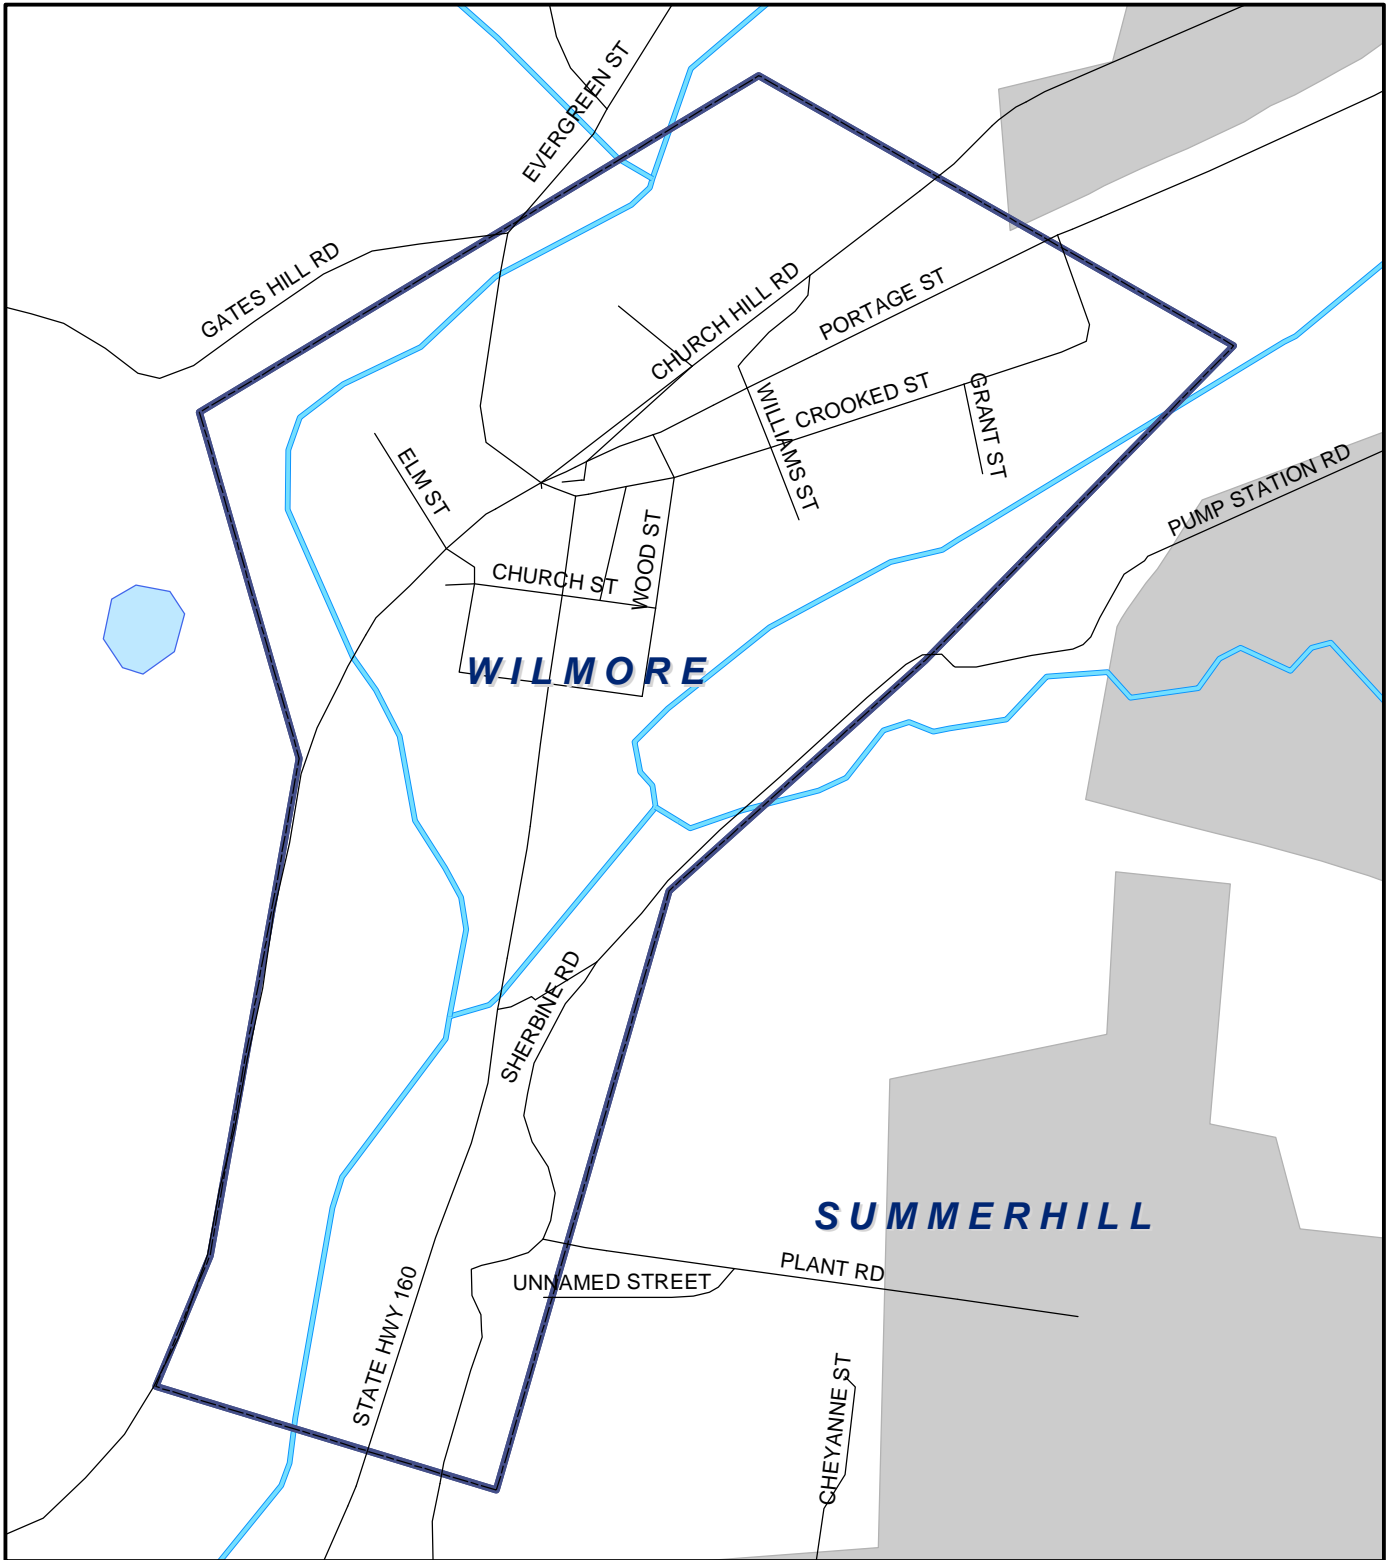 EVERGREEN ST
GATES HILL RD
CHURCH HILL RD
PORTAGE ST
CROOKED ST
GRANT ST
WILLIAMS ST
ELM ST
PUMP STATION RD
WOOD ST
CHURCH ST
WILMORE
SHERBINE RD
SUMMERHILL
PLANT RD
UNNAMED STREET
STATE HWY 160
CHEYANNE ST